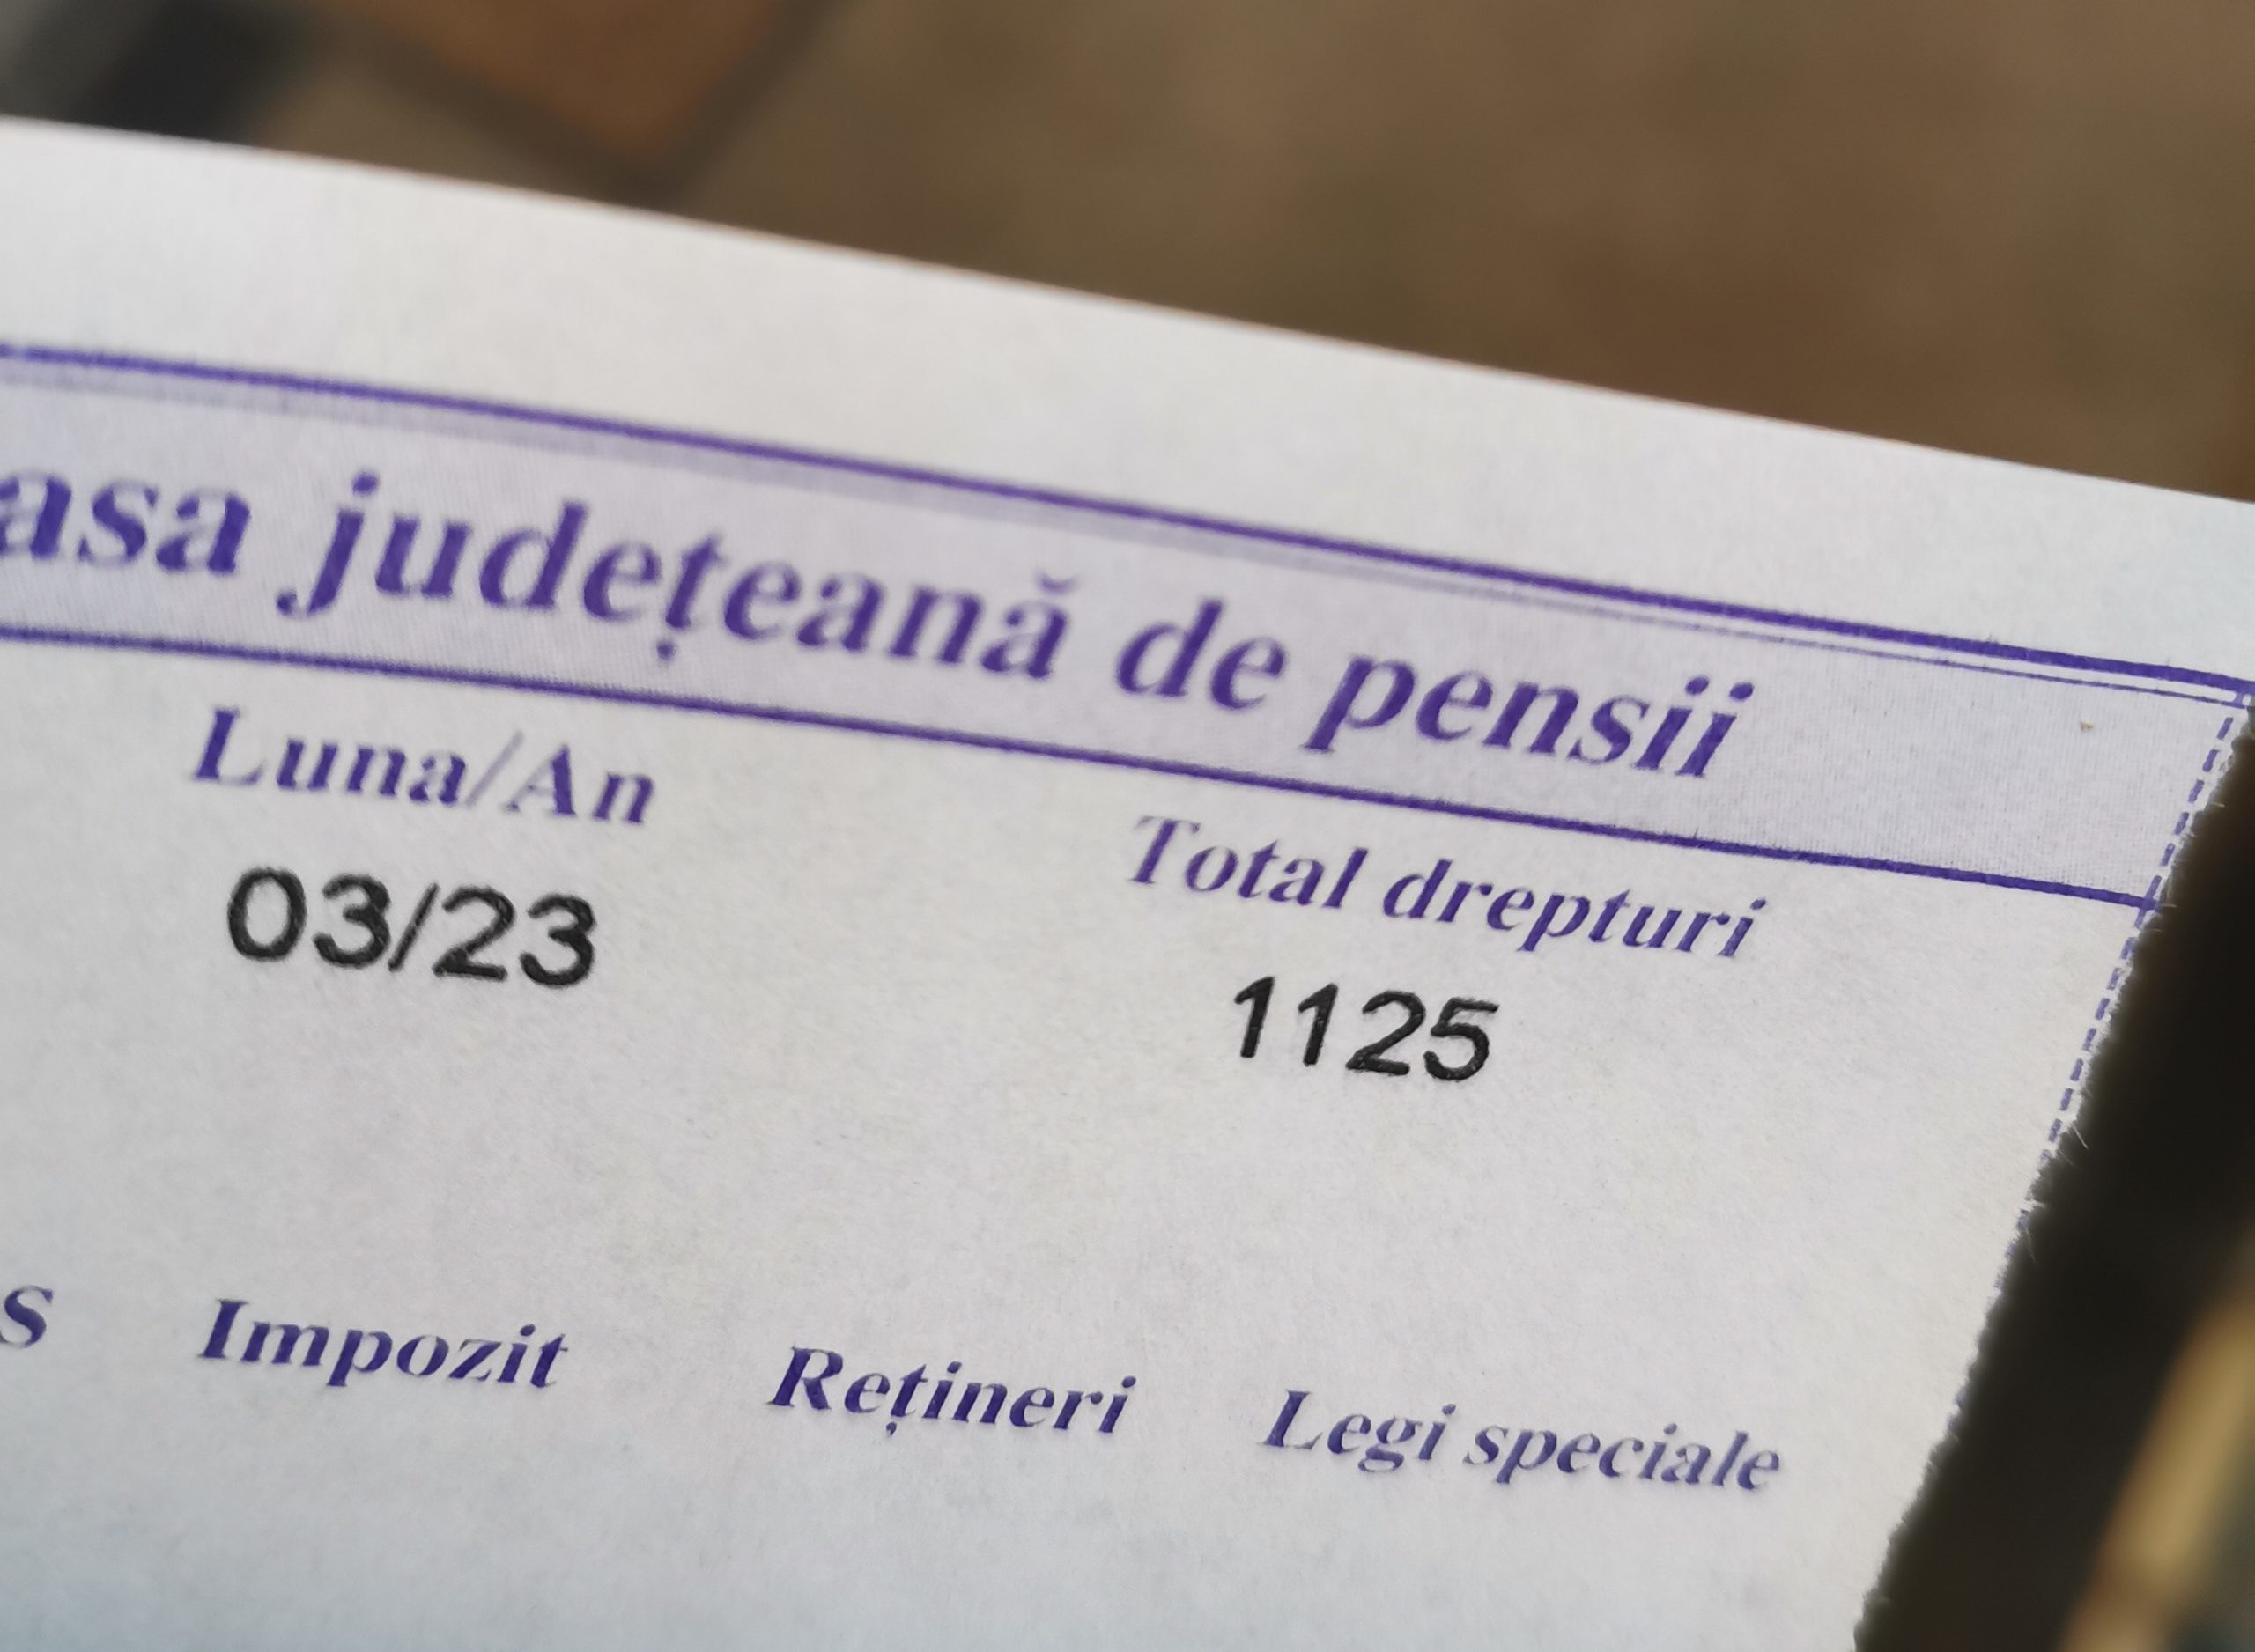 asa județeană de pensii
Luna/An Total drepturi
03/23 1125
S Impozit Rețineri Legi speciale